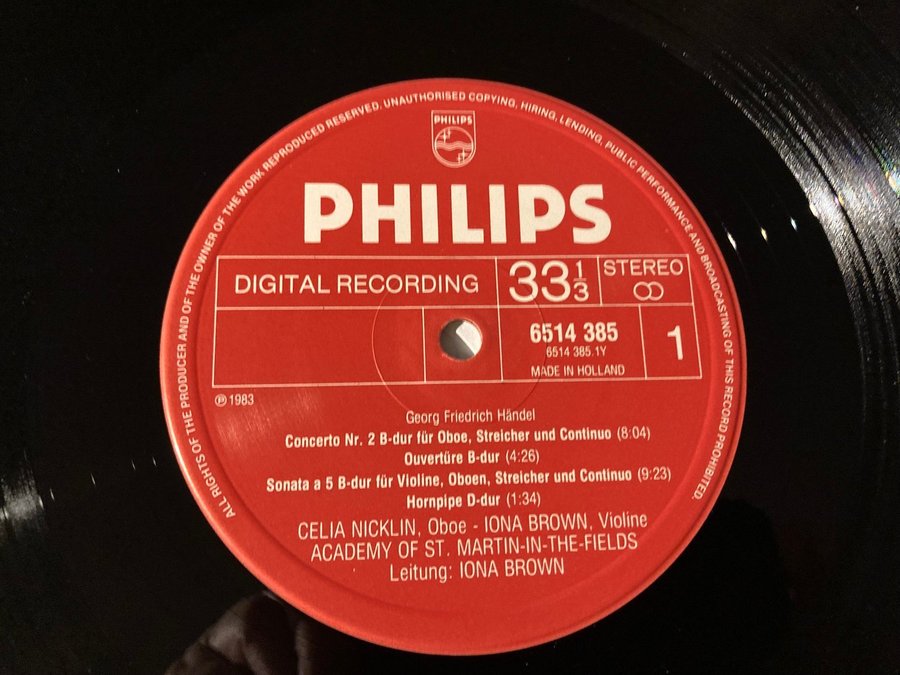 ALL RIGHTS OF THE PRODUCER AND OF THE OWNER OF THE WORK REPRODUCED RESERVED. UNAUTHORISED COPYING, HIRING, LENDING, PUBLIC PERFORMANCE AND BROADCASTING OF THIS RECORD PROHIBITED.
PHILIPS
PHILIPS
DIGITAL RECORDING
33 1/3
STEREO
6514 385
6514 385.1Y
MADE IN HOLLAND
1
℗ 1983
Georg Friedrich Händel
Concerto Nr. 2 B-dur für Oboe, Streicher und Continuo (8:04)
Ouvertüre B-dur (4:26)
Sonata a 5 B-dur für Violine, Oboen, Streicher und Continuo (9:23)
Hornpipe D-dur (1:34)
CELIA NICKLIN, Oboe - IONA BROWN, Violine
ACADEMY OF ST. MARTIN-IN-THE-FIELDS
Leitung: IONA BROWN